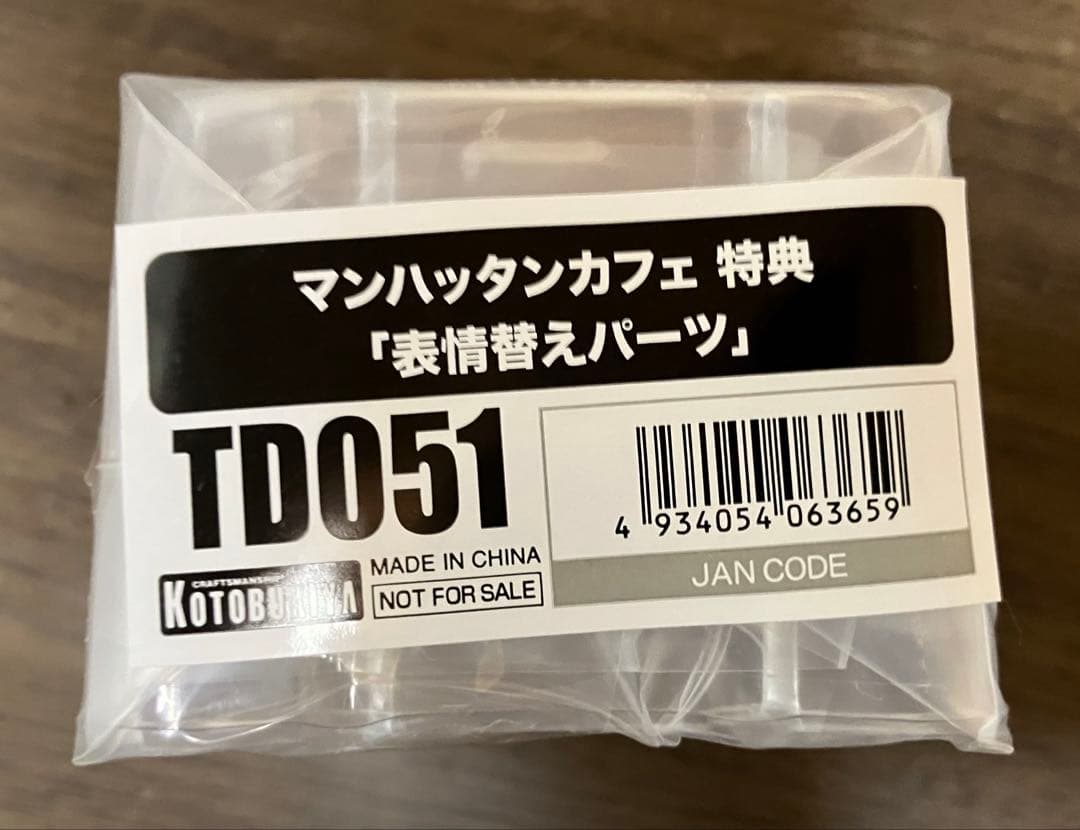 マンハッタンカフェ 特典
「表情替えパーツ」
TD051
4 934054 063659
MADE IN CHINA
JAN CODE
CRAFTSMANSHIP
KOTOBUKIYA
NOT FOR SALE